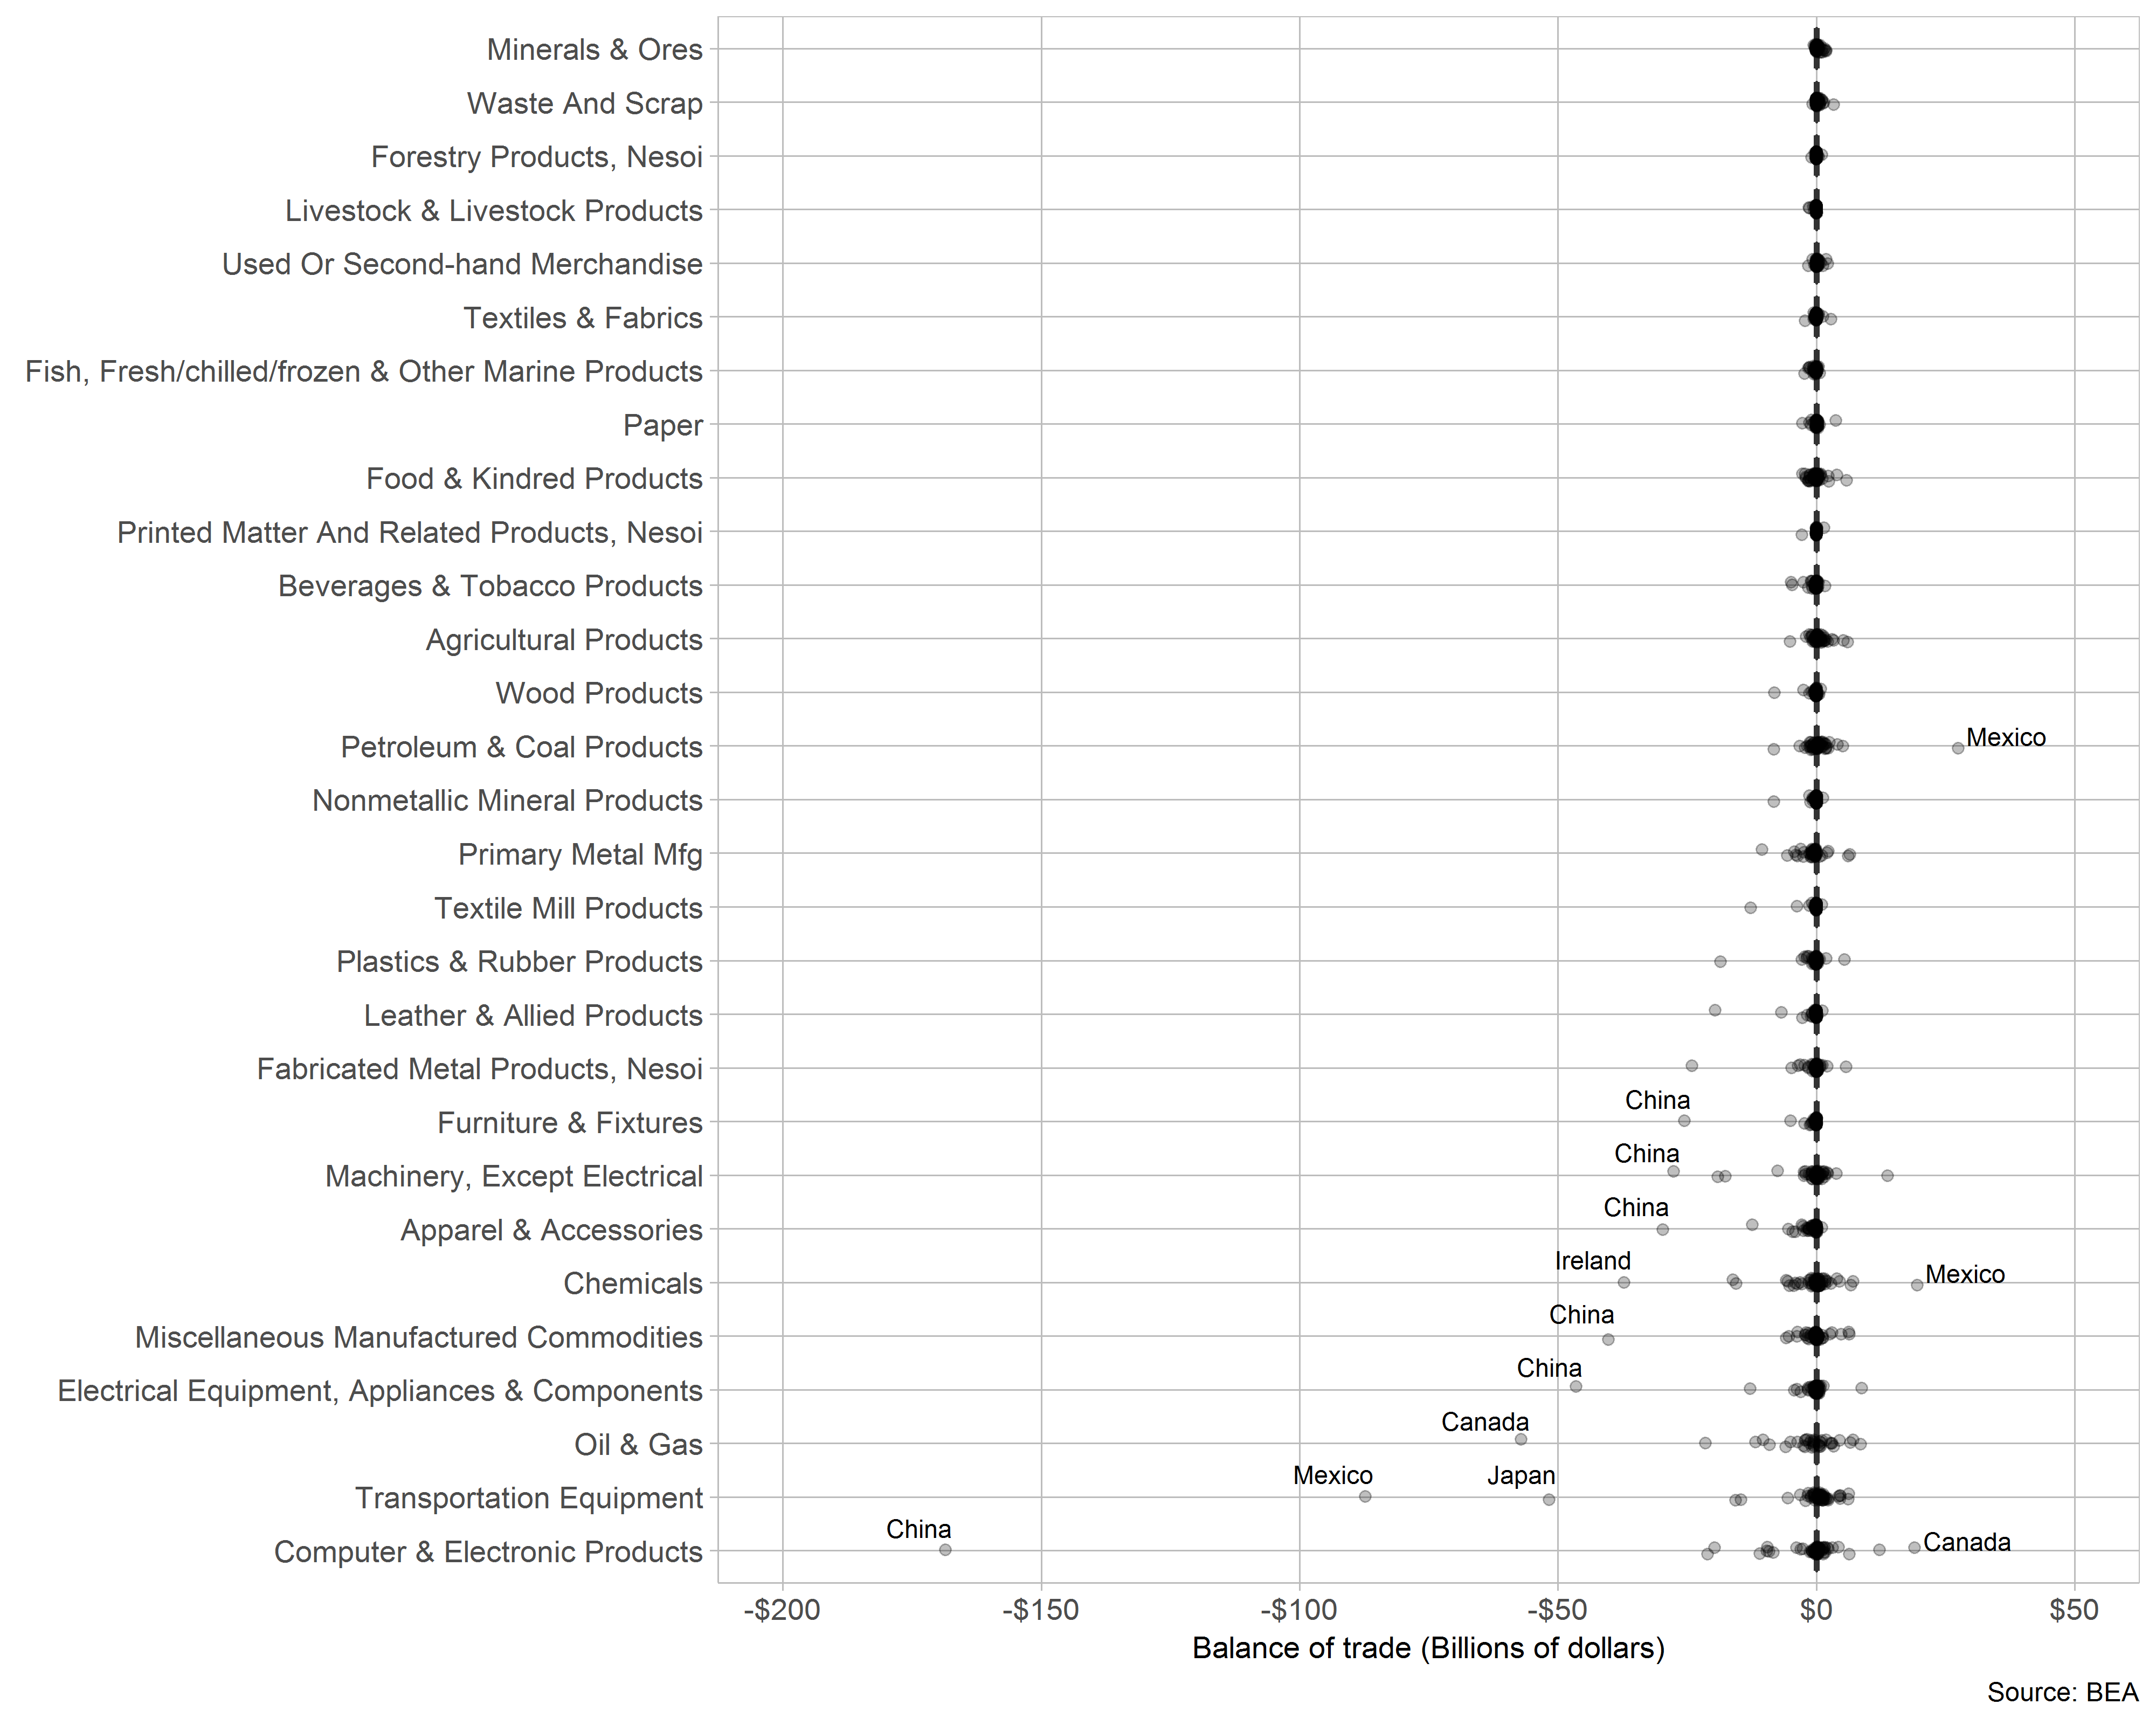 Minerals & Ores
Waste And Scrap
Forestry Products, Nesoi
Livestock & Livestock Products
Used Or Second-hand Merchandise
Textiles & Fabrics
Fish, Fresh/chilled/frozen & Other Marine Products
Paper
Food & Kindred Products
Printed Matter And Related Products, Nesoi
Beverages & Tobacco Products
Agricultural Products
Wood Products
Petroleum & Coal Products
Mexico
Nonmetallic Mineral Products
Primary Metal Mfg
Textile Mill Products
Plastics & Rubber Products
Leather & Allied Products
Fabricated Metal Products, Nesoi
China
Furniture & Fixtures
China
Machinery, Except Electrical
China
Apparel & Accessories
Ireland
Chemicals
Mexico
China
Miscellaneous Manufactured Commodities
China
Electrical Equipment, Appliances & Components
Canada
Oil & Gas
Mexico
Japan
Transportation Equipment
China
Computer & Electronic Products
Canada
-$200
-$150
-$100
-$50
$0
$50
Balance of trade (Billions of dollars)
Source: BEA